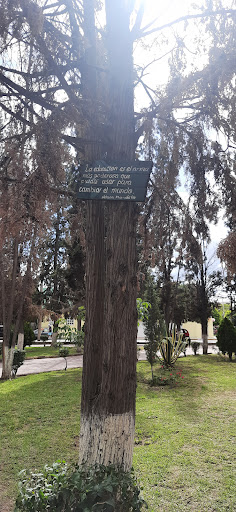 La educación es el arma
más poderosa que
puedes usar para
cambiar el mundo